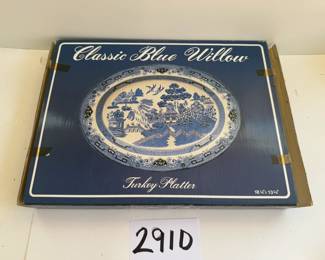 Classic Blue Willow
Turkey Platter
2910